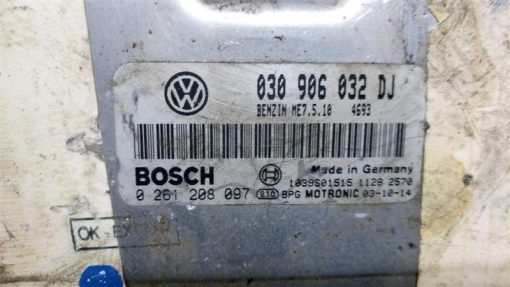 030 906 032 DJ
BENZIN ME7.5.10 4693
Made in Germany
BOSCH
1039S01515 1128 2570
0 261 208 097 BPG MOTRONIC 03-10-14
OK-